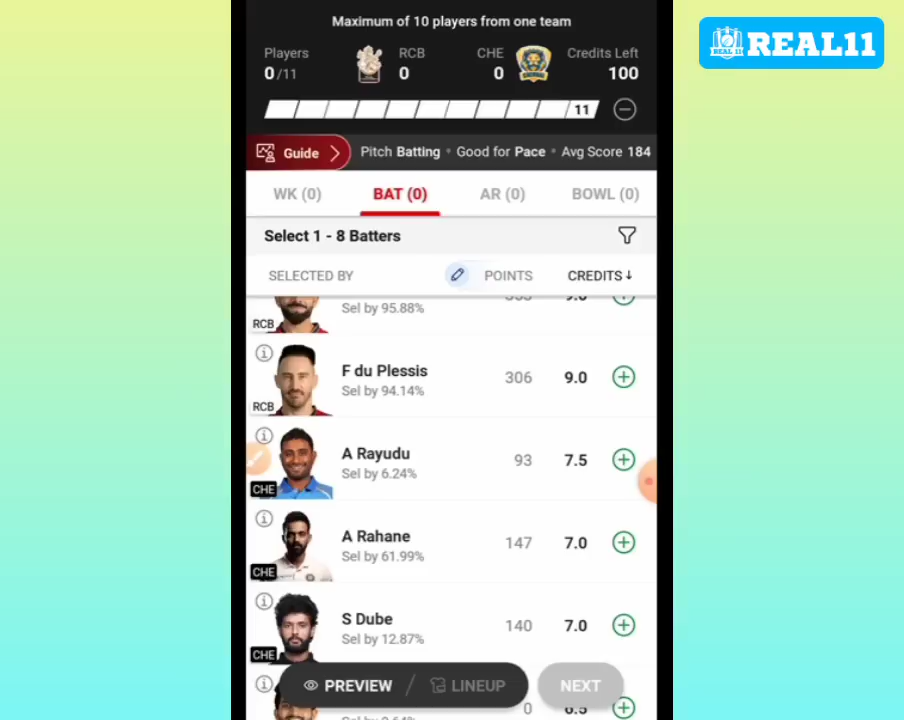 Maximum of 10 players from one team
REAL 11
REAL11
Players
RCB
CHE
Credits Left
0/11
0
0
100
11
Guide
Pitch Batting • Good for Pace • Avg Score 184
WK (0)
BAT (0)
AR (0)
BOWL (0)
Select 1 - 8 Batters
SELECTED BY
POINTS
CREDITS↓
Sel by 95.88%
RCB
F du Plessis
Sel by 94.14%
306
9.0
RCB
A Rayudu
Sel by 6.24%
93
7.5
CHE
A Rahane
Sel by 61.99%
147
7.0
CHE
S Dube
Sel by 12.87%
140
7.0
CHE
PREVIEW / LINEUP
NEXT
0